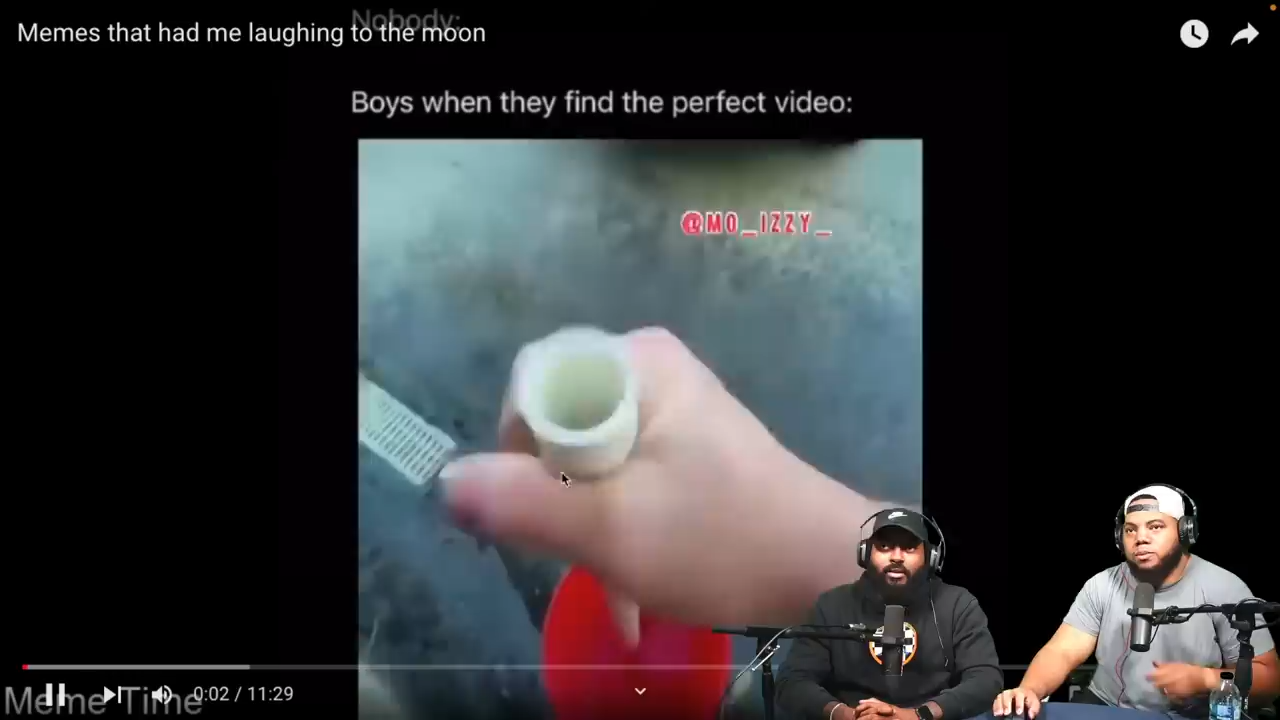 Nobody:
Memes that had me laughing to the moon
Boys when they find the perfect video:
@MO_IZZY_
0:02 / 11:29
Meme Time